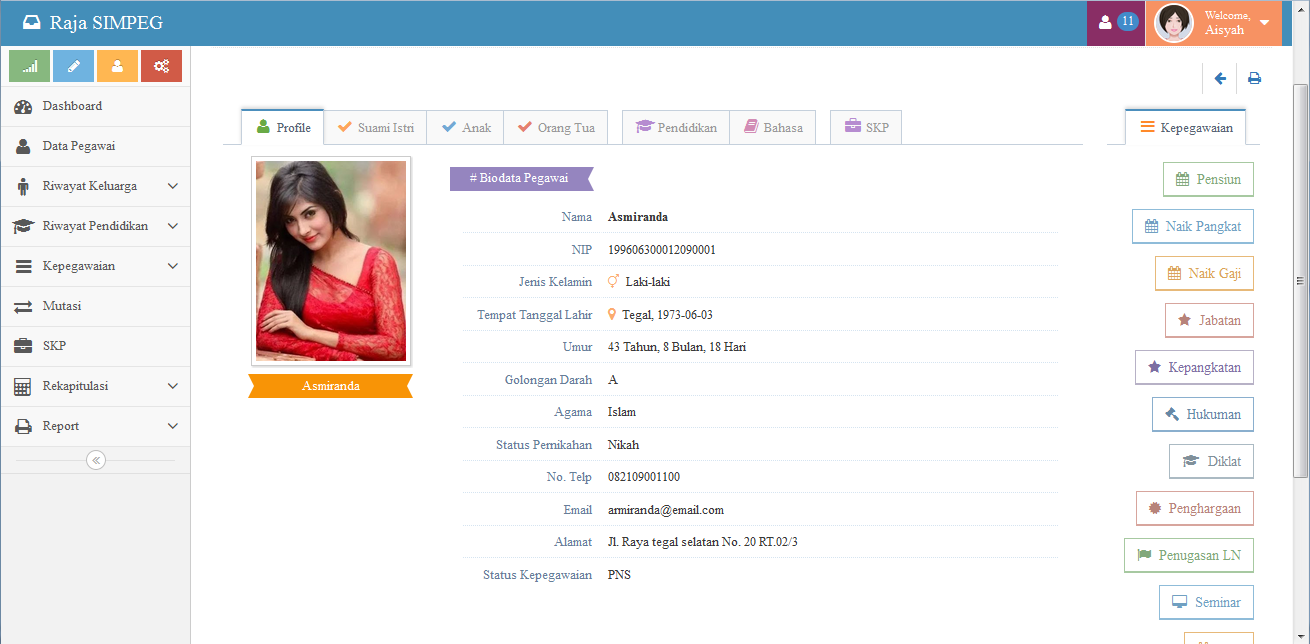 Raja SIMPEG
11
Welcome,
Aisyah
Dashboard
Data Pegawai
Riwayat Keluarga
Riwayat Pendidikan
Kepegawaian
Mutasi
SKP
Rekapitulasi
Report
Profile
Suami Istri
Anak
Orang Tua
Pendidikan
Bahasa
SKP
Asmiranda
# Biodata Pegawai
Nama Asmiranda
NIP 199606300012090001
Jenis Kelamin Laki-laki
Tempat Tanggal Lahir Tegal, 1973-06-03
Umur 43 Tahun, 8 Bulan, 18 Hari
Golongan Darah A
Agama Islam
Status Pernikahan Nikah
No. Telp 082109001100
Email armiranda@email.com
Alamat Jl. Raya tegal selatan No. 20 RT.02/3
Status Kepegawaian PNS
Kepegawaian
Pensiun
Naik Pangkat
Naik Gaji
Jabatan
Kepangkatan
Hukuman
Diklat
Penghargaan
Penugasan LN
Seminar